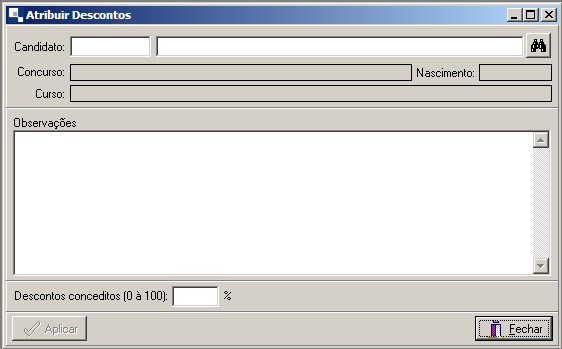 Atribuir Descontos
Candidato:
Concurso: Nascimento:
Curso:
Observações
Descontos conceditos (0 à 100): %
Aplicar Fechar